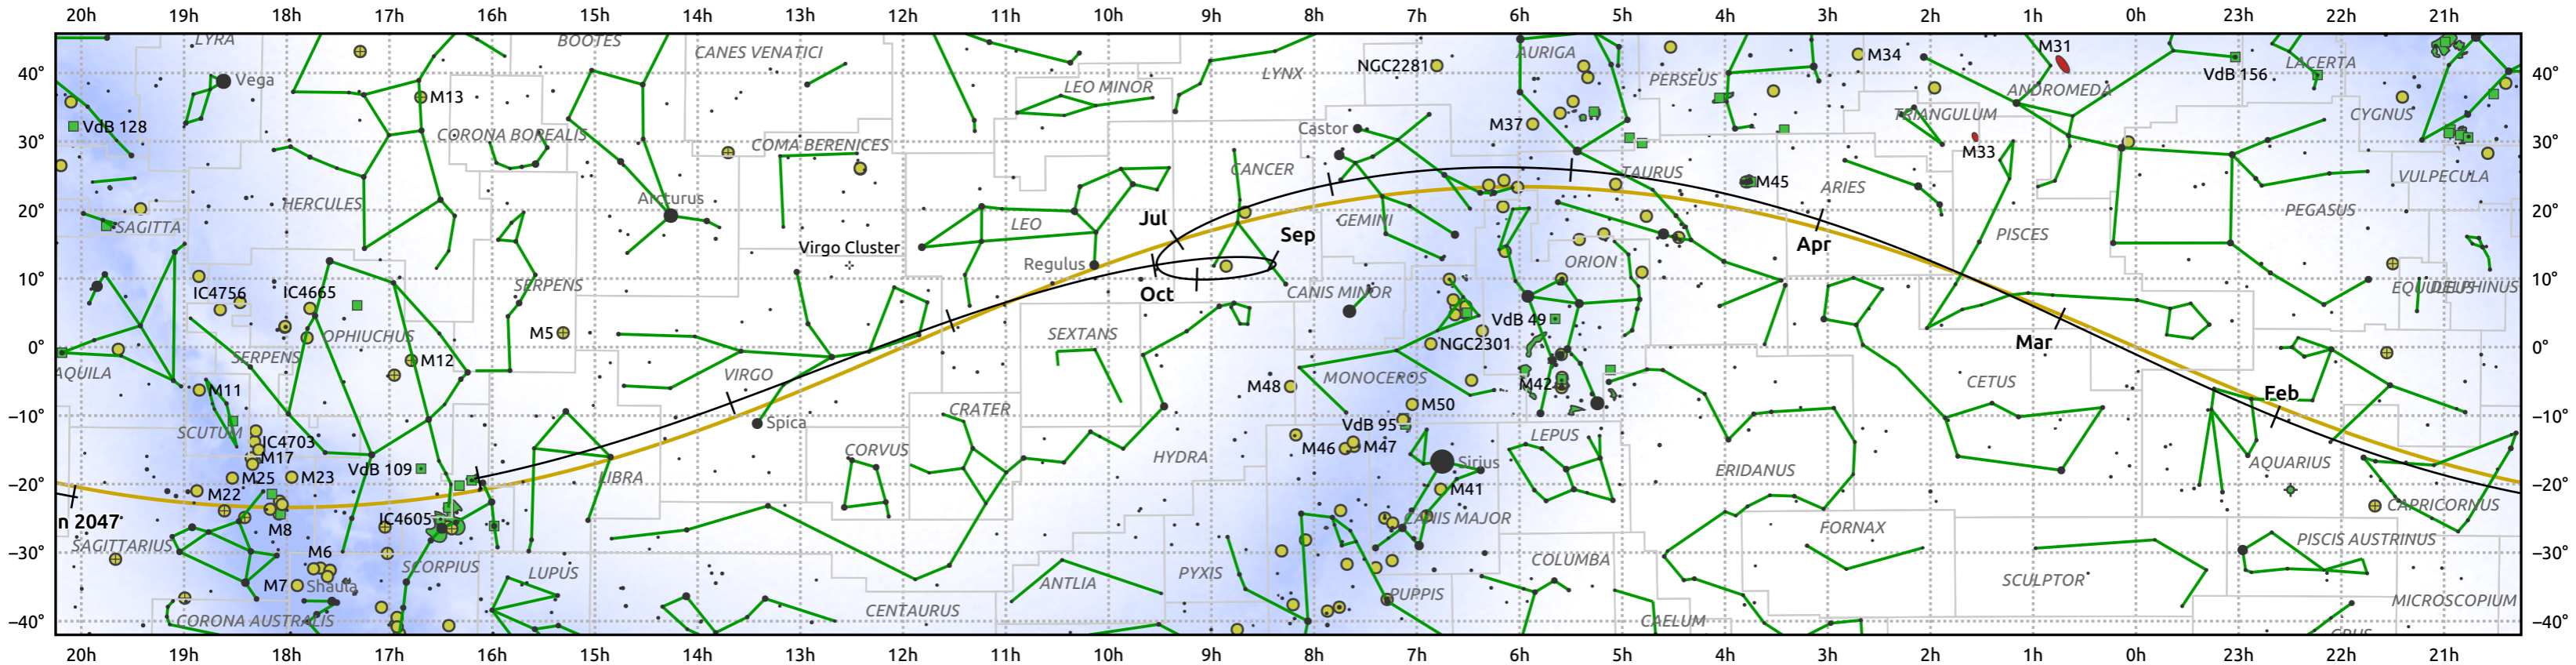 20h 19h 18h 17h 16h 15h 14h 13h 12h 11h 10h 9h 8h 7h 6h 5h 4h 3h 2h 1h 0h 23h 22h 21h
LYRA BOOTES CANES VENATICI LYNX AURIGA M34 M31 LACERTA
40° Vega LEO MINOR NGC2281 PERSEUS ANDROMEDA VdB 156 40°
M13 TRIANGULUM CYGNUS
VdB 128 CORONA BOREALIS COMA BERENICES Castor M37
30° M33 30°
CANCER TAURUS M45 ARIES VULPECULA
20° HERCULES Arcturus SAGITTA LEO Jul GEMINI PEGASUS 20°
Virgo Cluster Sep Apr PISCES
Regulus ORION
10° IC4756 IC4665 SERPENS Oct CANIS MINOR EQUULEUS DELPHINUS 10°
OPHIUCHUS M5 SEXTANS VdB 49 Mar
0° SERPENS M12 NGC2301 0°
AQUILA M11 VIRGO M48 MONOCEROS M42 CETUS Feb
−10° SCUTUM Spica CRATER M50 −10°
IC4703 CORVUS VdB 95 LEPUS
M17 VdB 109 M46 M47 HYDRA Sirius ERIDANUS AQUARIUS
−20° M25 M23 LIBRA −20°
M22 M41 CAPRICORNUS
n 2047 IC4605 CANIS MAJOR FORNAX
M8
SAGITTARIUS PISCIS AUSTRINUS
−30° M6 SCORPIUS LUPUS ANTLIA PYXIS COLUMBA SCULPTOR −30°
M7 Shaula PUPPIS
−40° CORONA AUSTRALIS CENTAURUS CAELUM MICROSCOPIUM −40°
GRUS
20h 19h 18h 17h 16h 15h 14h 13h 12h 11h 10h 9h 8h 7h 6h 5h 4h 3h 2h 1h 0h 23h 22h 21h